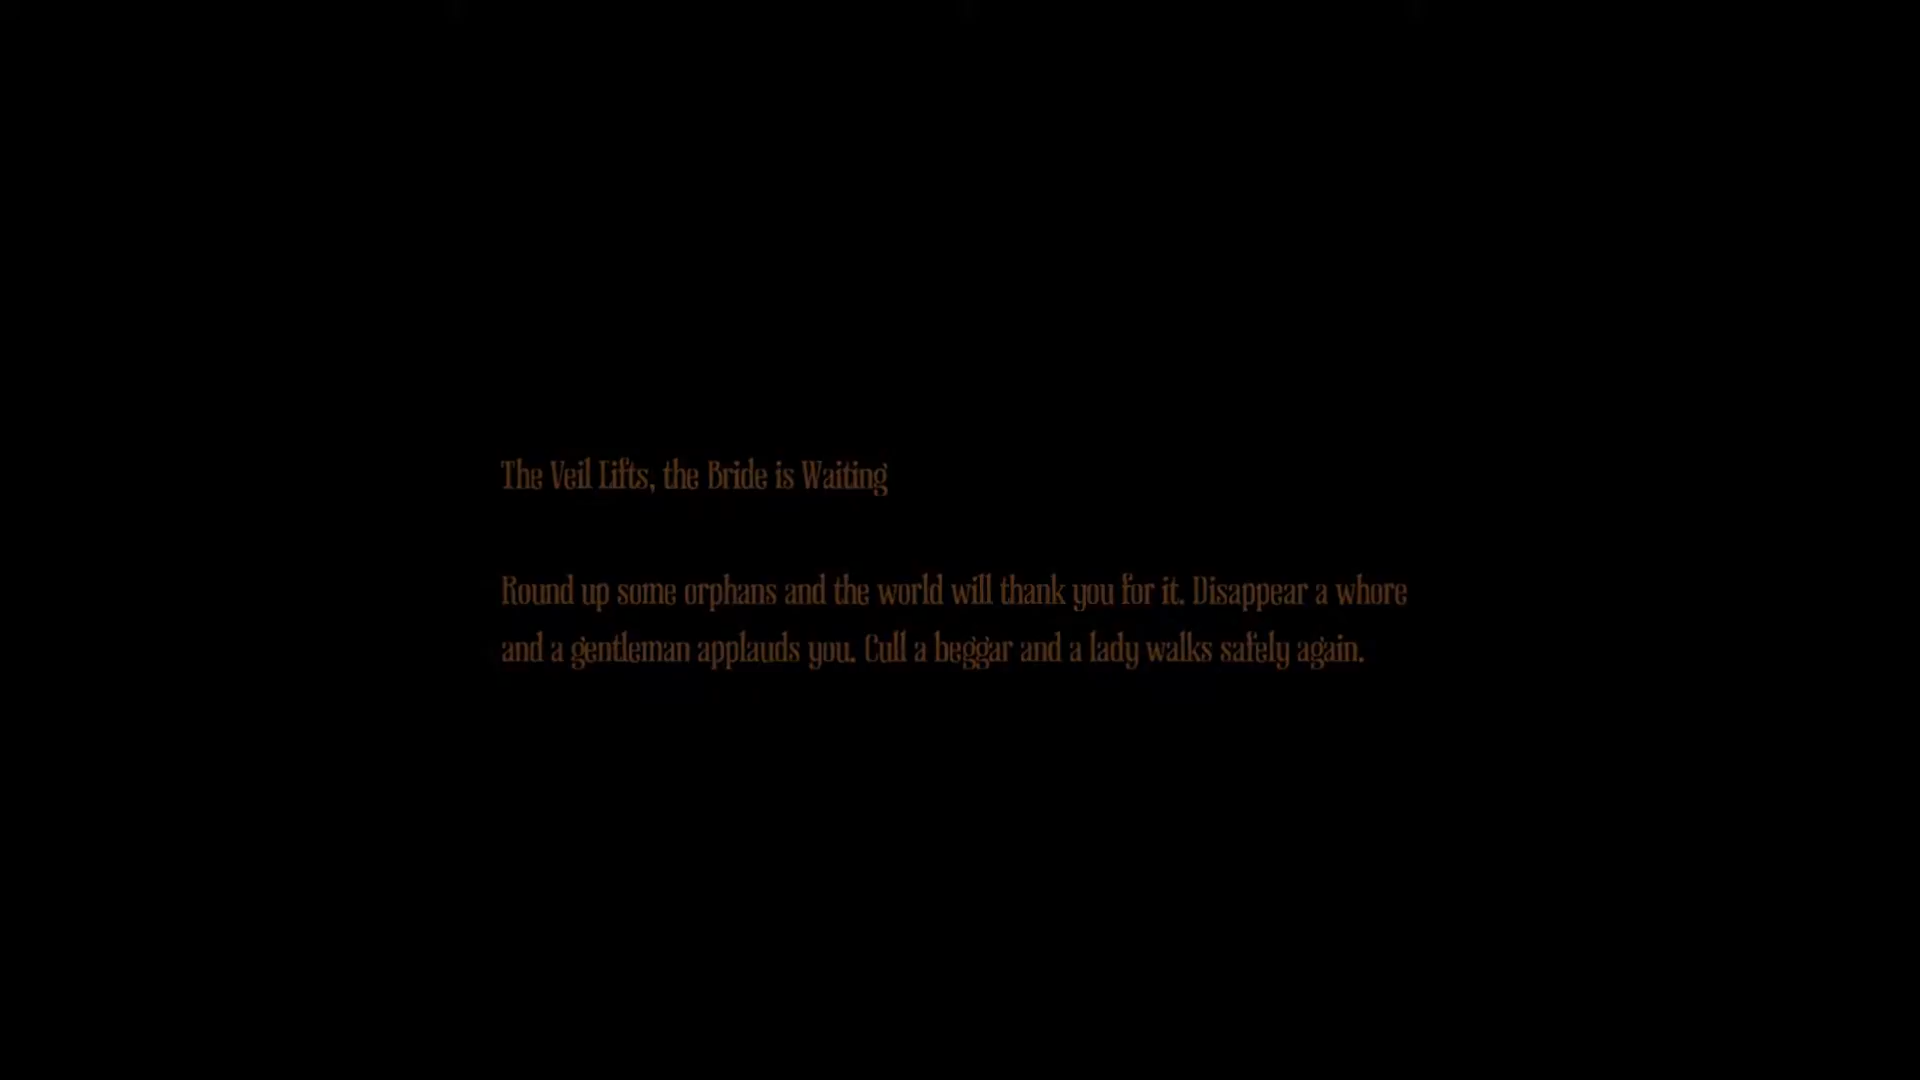 The Veil Lifts, the Bride is Waiting
Round up some orphans and the world will thank you for it. Disappear a whore
and a gentleman applauds you. Cull a beggar and a lady walks safely again.